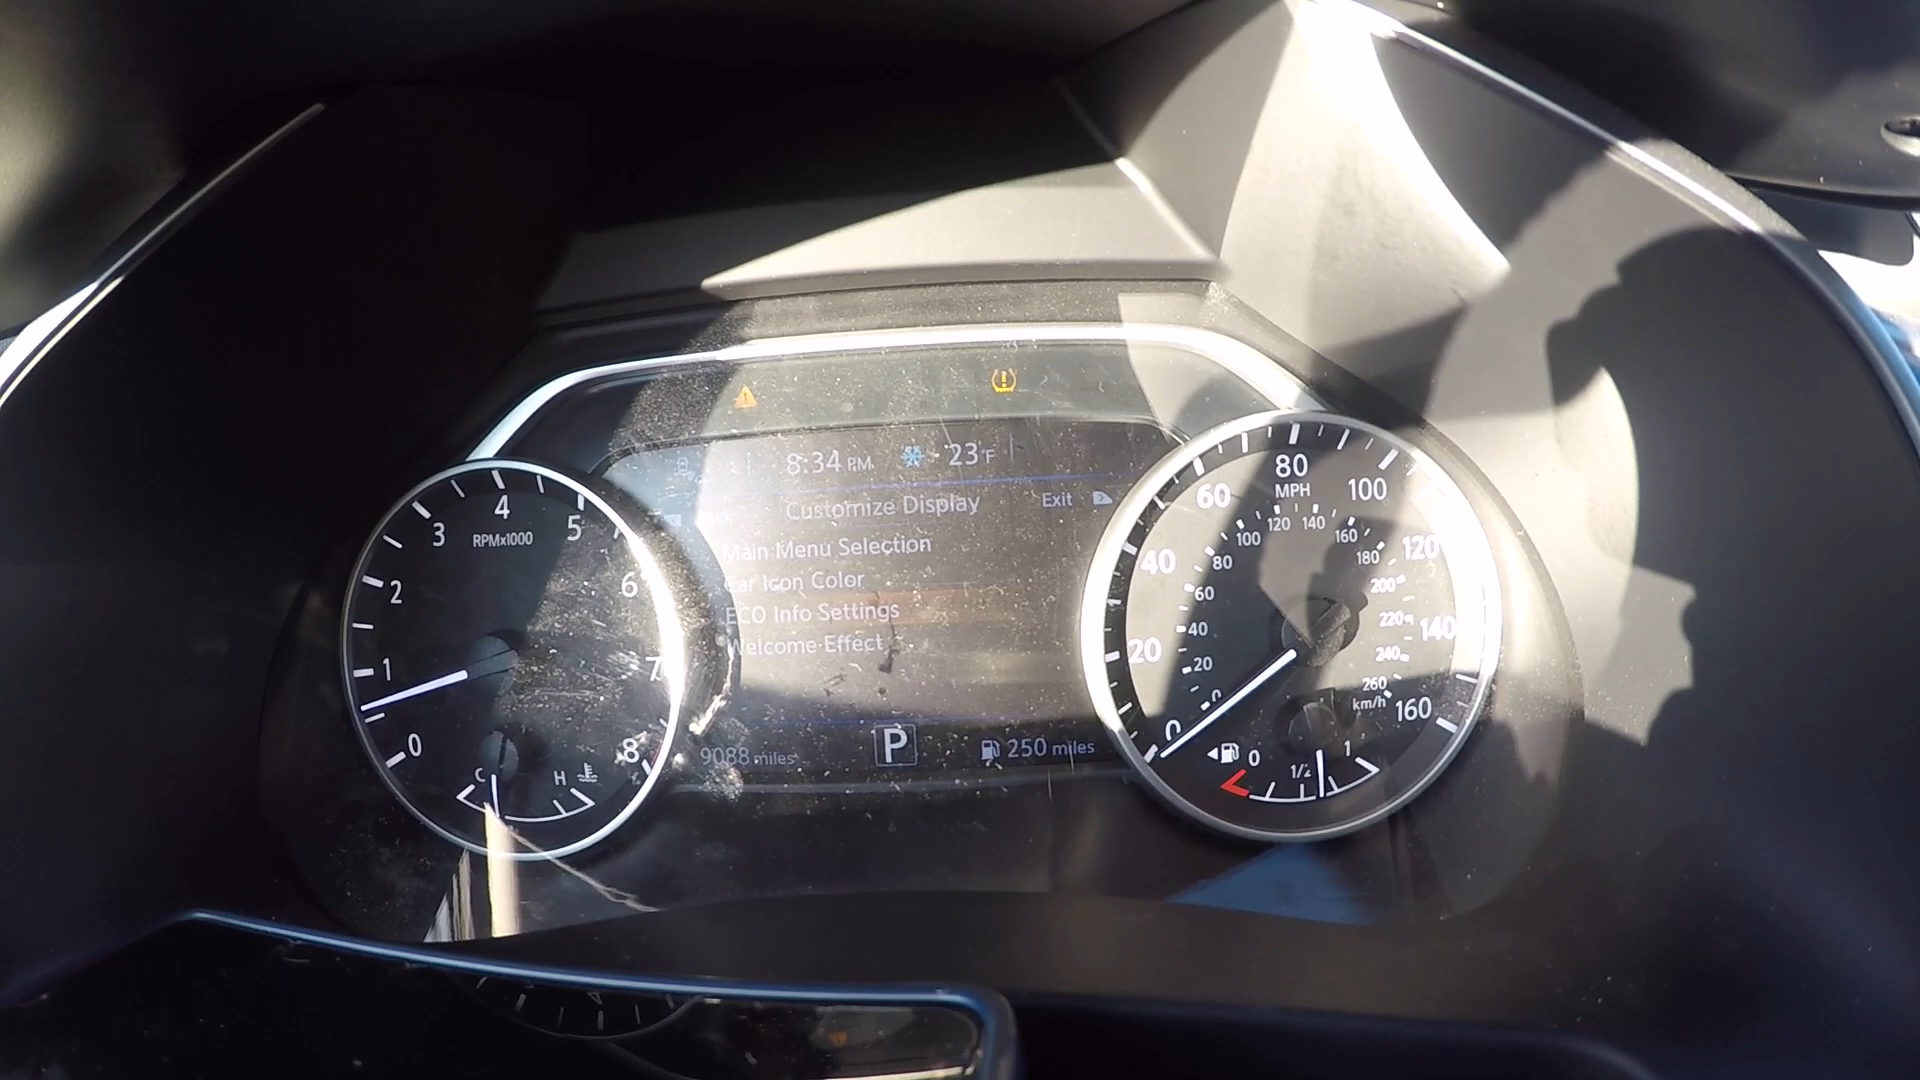 8:34 PM 23°F
Customize Display Exit
Main Menu Selection
Car Icon Color
ECO Info Settings
Welcome Effect
9088 miles P 250 miles
0 1 2 3 4 5 6 7 8
RPMx1000
C H
0 20 40 60 80 100 120 140 160
MPH
0 20 40 60 80 100 120 140 160 180 200 220 240 260
km/h
0 1/2 1